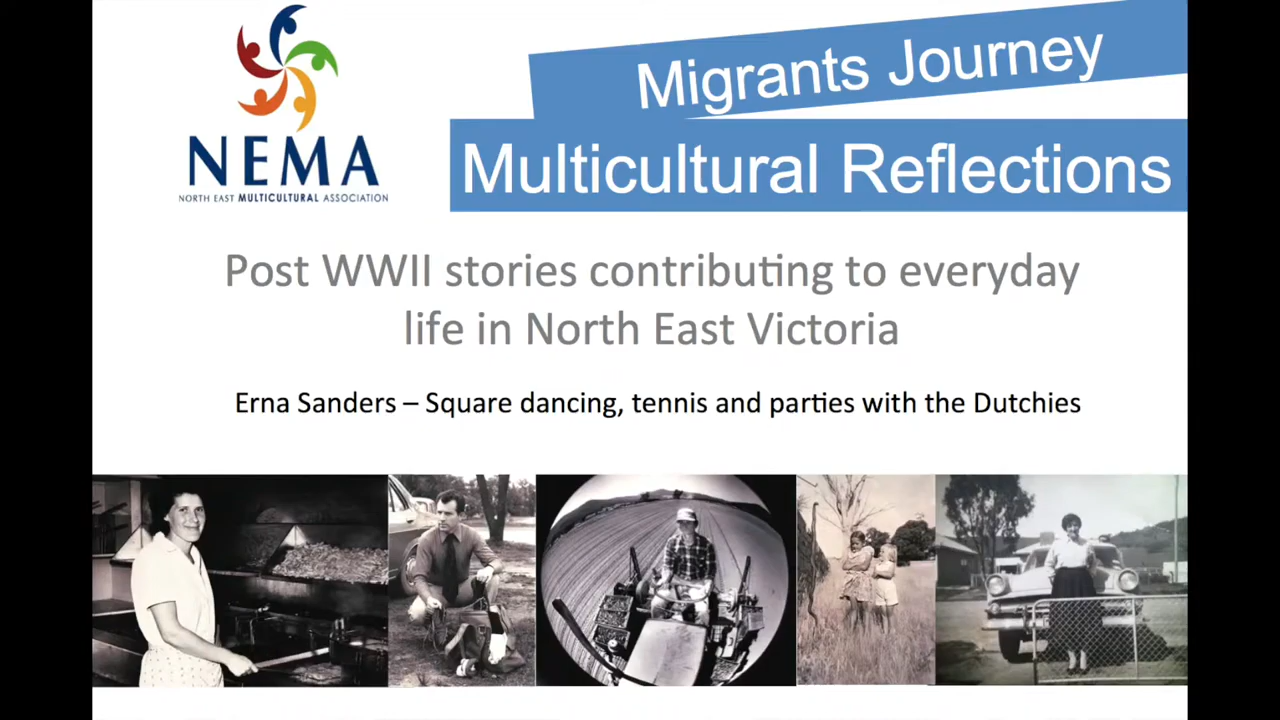 NEMA
NORTH EAST MULTICULTURAL ASSOCIATION
Migrants Journey
Multicultural Reflections
Post WWII stories contributing to everyday
life in North East Victoria
Erna Sanders – Square dancing, tennis and parties with the Dutchies